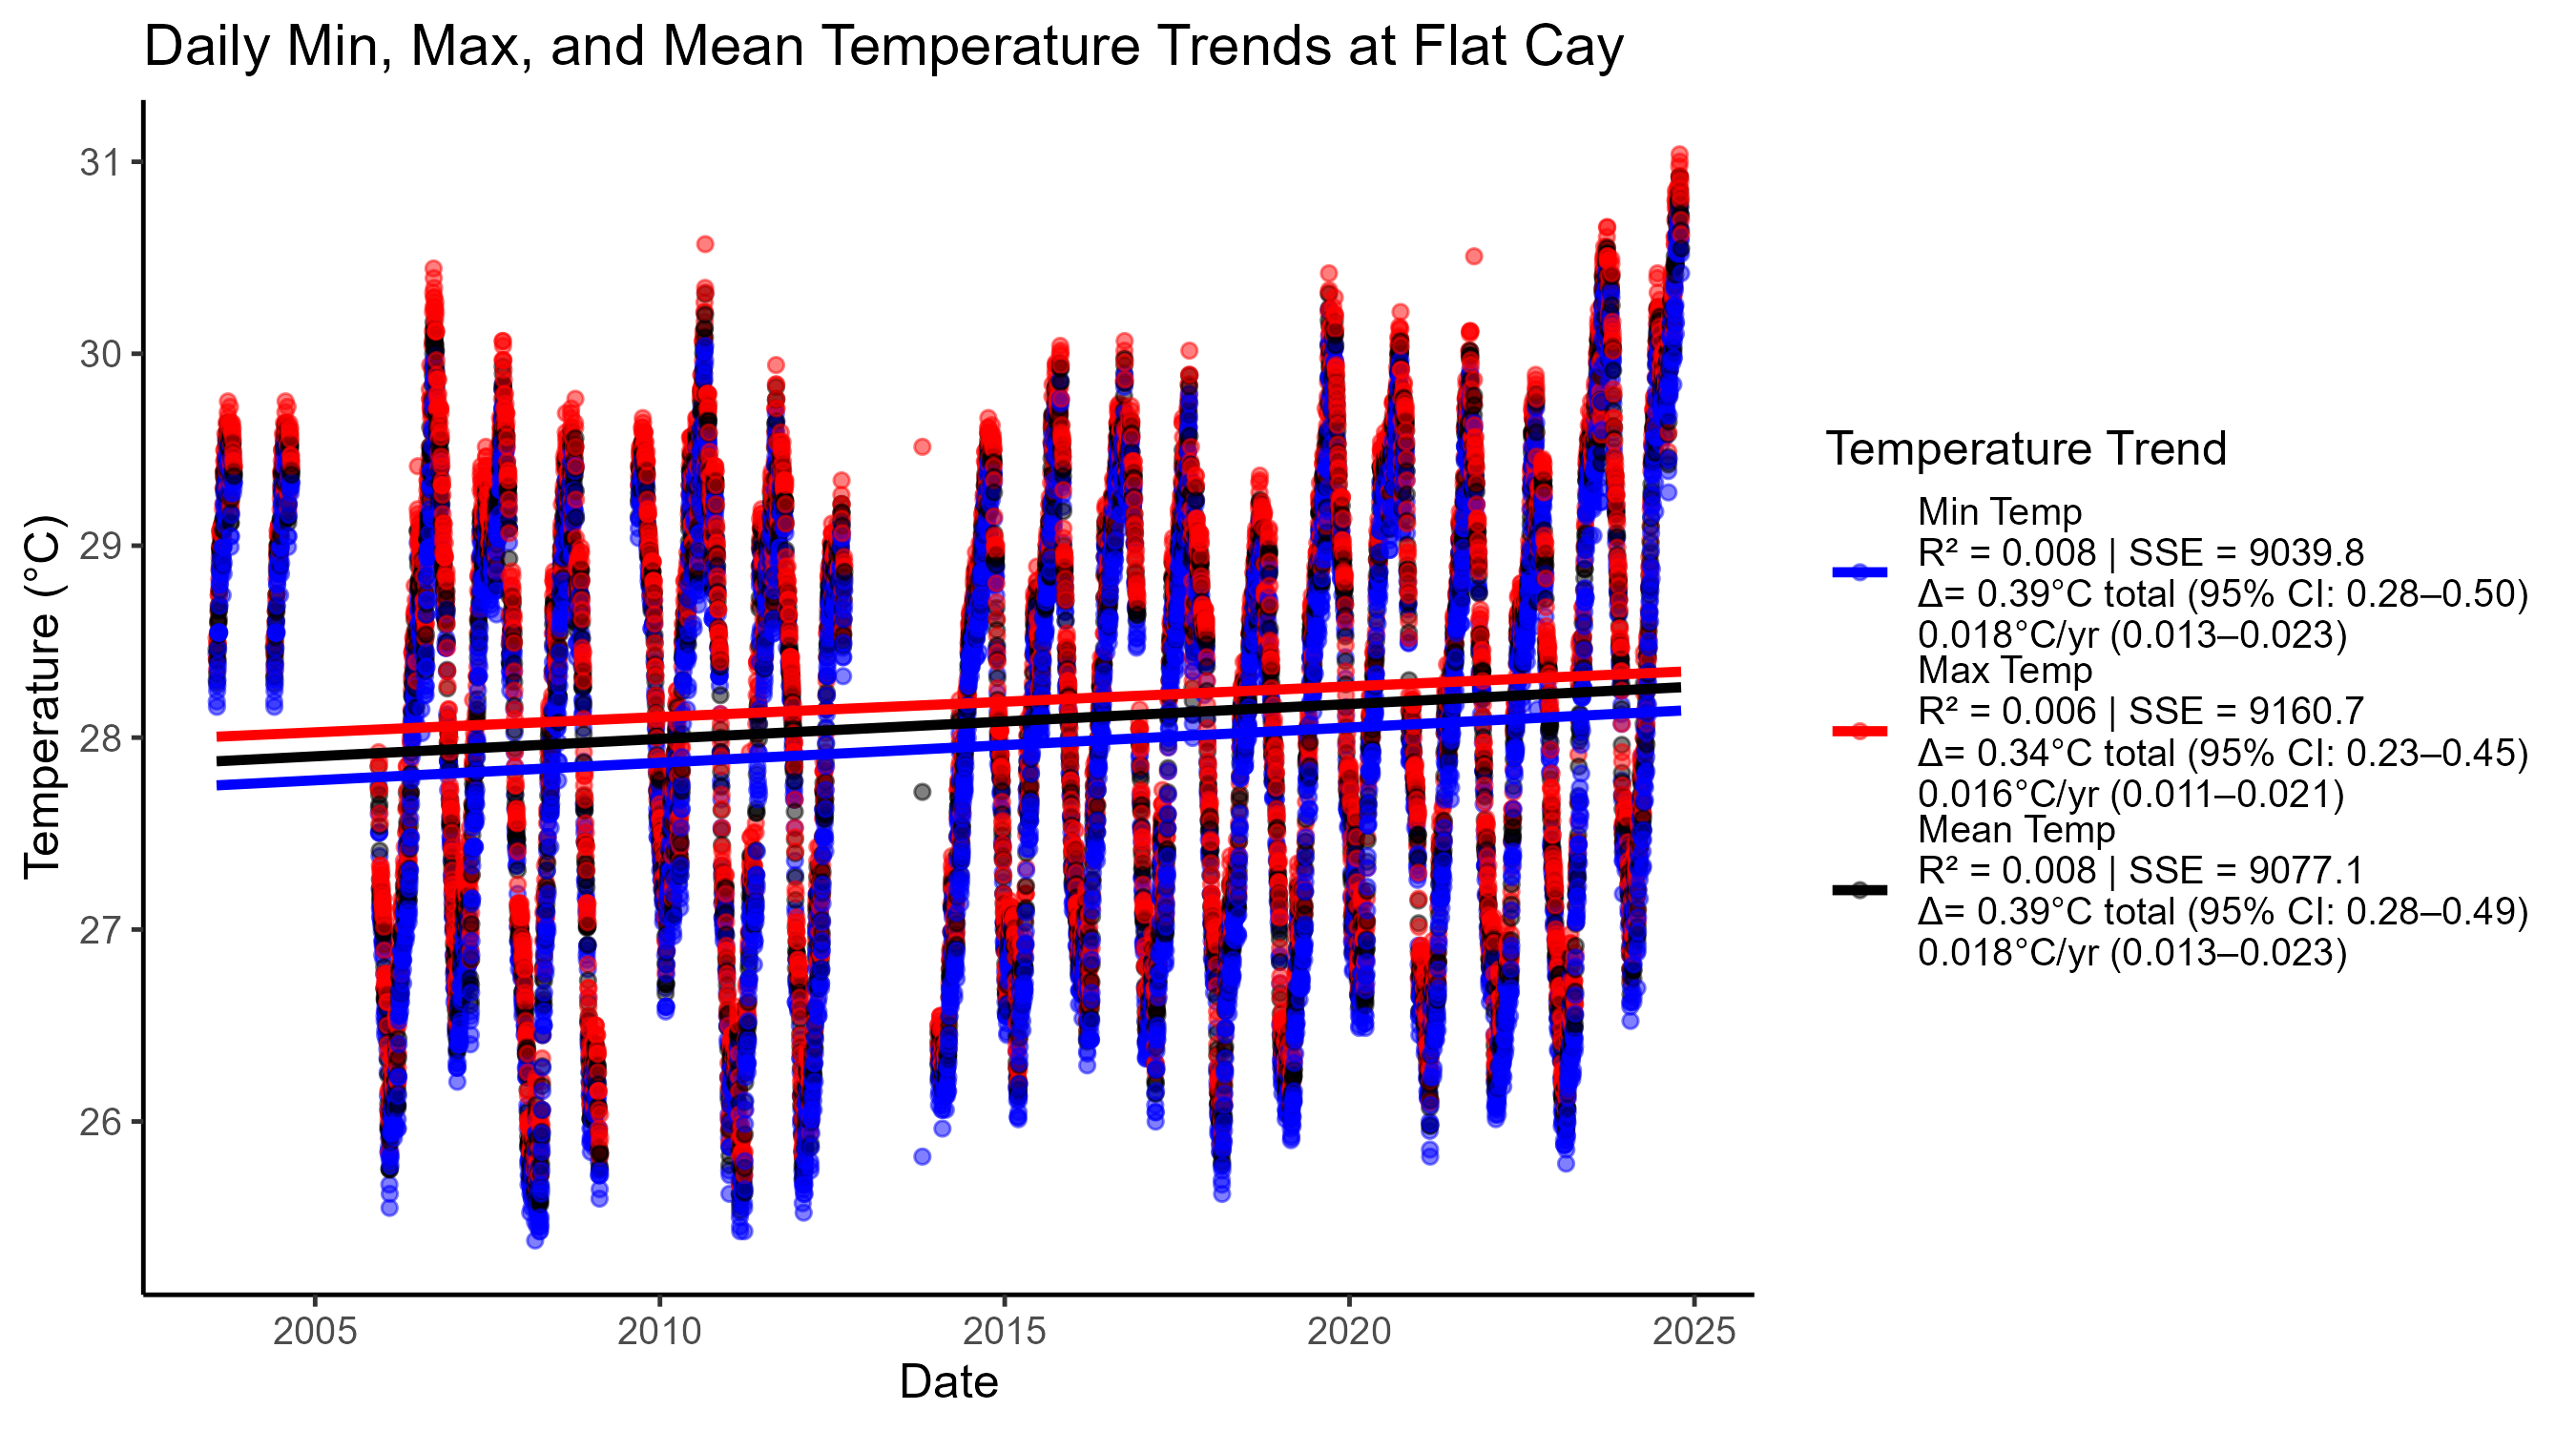 Daily Min, Max, and Mean Temperature Trends at Flat Cay
Temperature (°C)
31
30
29
28
27
26
2005
2010
2015
2020
2025
Date
Temperature Trend
Min Temp
R² = 0.008 | SSE = 9039.8
Δ= 0.39°C total (95% CI: 0.28–0.50)
0.018°C/yr (0.013–0.023)
Max Temp
R² = 0.006 | SSE = 9160.7
Δ= 0.34°C total (95% CI: 0.23–0.45)
0.016°C/yr (0.011–0.021)
Mean Temp
R² = 0.008 | SSE = 9077.1
Δ= 0.39°C total (95% CI: 0.28–0.49)
0.018°C/yr (0.013–0.023)